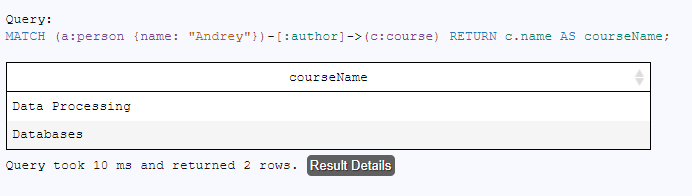 Query:
MATCH (a:person {name: "Andrey"})-[:author]->(c:course) RETURN c.name AS courseName;
courseName
Data Processing
Databases
Query took 10 ms and returned 2 rows. Result Details